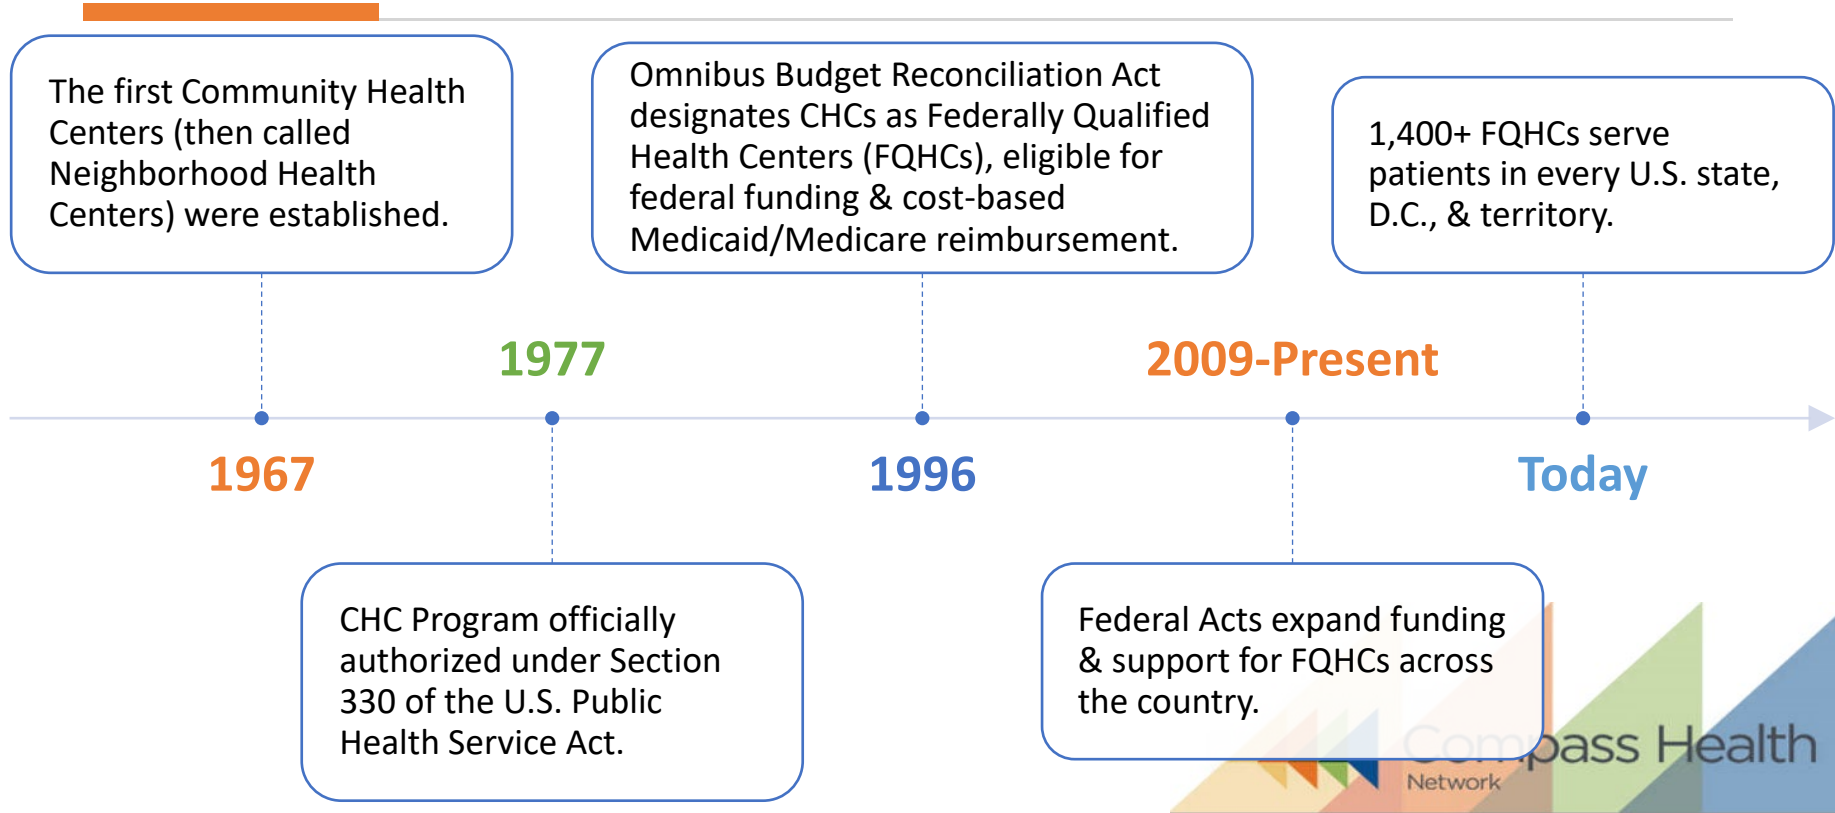 The first Community Health
Centers (then called
Neighborhood Health
Centers) were established.
Omnibus Budget Reconciliation Act
designates CHCs as Federally Qualified
Health Centers (FQHCs), eligible for
federal funding & cost-based
Medicaid/Medicare reimbursement.
1,400+ FQHCs serve
patients in every U.S. state,
D.C., & territory.
1977
2009-Present
1967
1996
Today
CHC Program officially
authorized under Section
330 of the U.S. Public
Health Service Act.
Federal Acts expand funding
& support for FQHCs across
the country.
Compass Health
Network